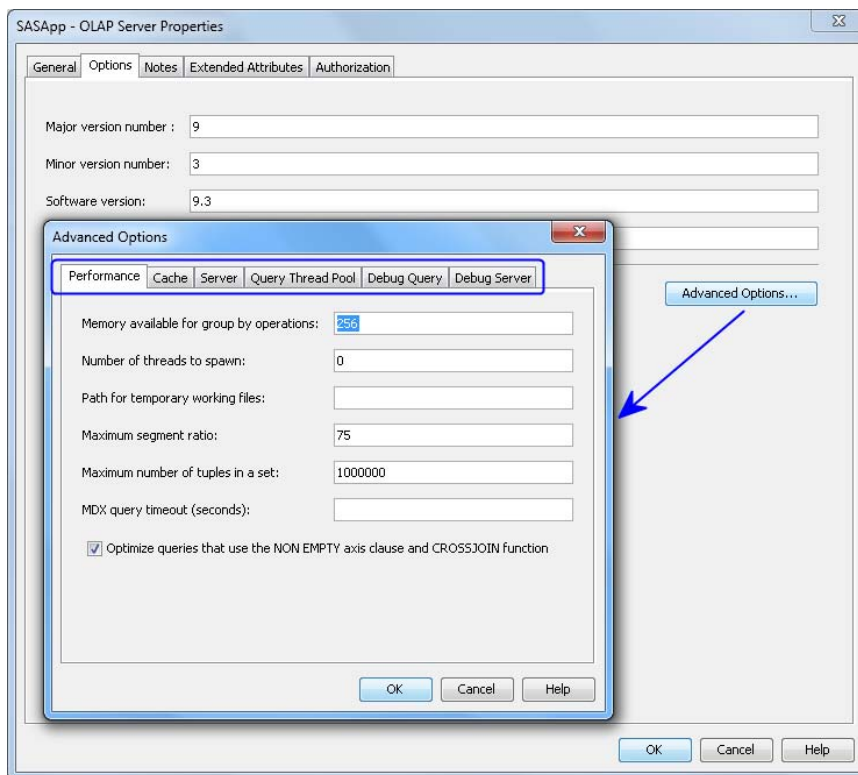 SASApp - OLAP Server Properties
General Options Notes Extended Attributes Authorization
Major version number : 9
Minor version number: 3
Software version: 9.3
Advanced Options
Performance Cache Server Query Thread Pool Debug Query Debug Server
Advanced Options...
Memory available for group by operations: 256
Number of threads to spawn: 0
Path for temporary working files:
Maximum segment ratio: 75
Maximum number of tuples in a set: 1000000
MDX query timeout (seconds):
Optimize queries that use the NON EMPTY axis clause and CROSSJOIN function
OK Cancel Help
OK Cancel Help